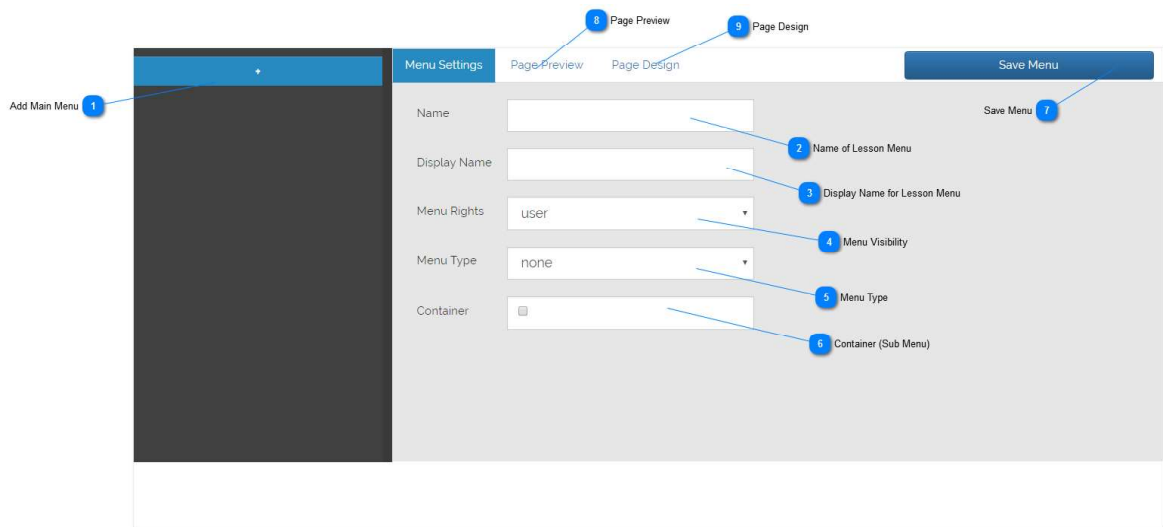 8 Page Preview
9 Page Design
+
Menu Settings Page Preview Page Design Save Menu
Add Main Menu 1
Name
Save Menu 7
2 Name of Lesson Menu
Display Name
3 Display Name for Lesson Menu
Menu Rights user
4 Menu Visibility
Menu Type none
5 Menu Type
Container
6 Container (Sub Menu)